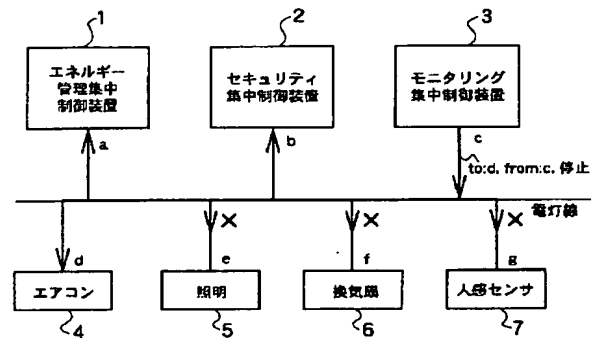 1
2
3
エネルギー
管理集中
制御装置
セキュリティ
集中制御装置
モニタリング
集中制御装置
a
b
c
to:d, from:c, 停止
電灯線
×
×
×
d
e
f
g
エアコン
照明
換気扇
人感センサ
4
5
6
7